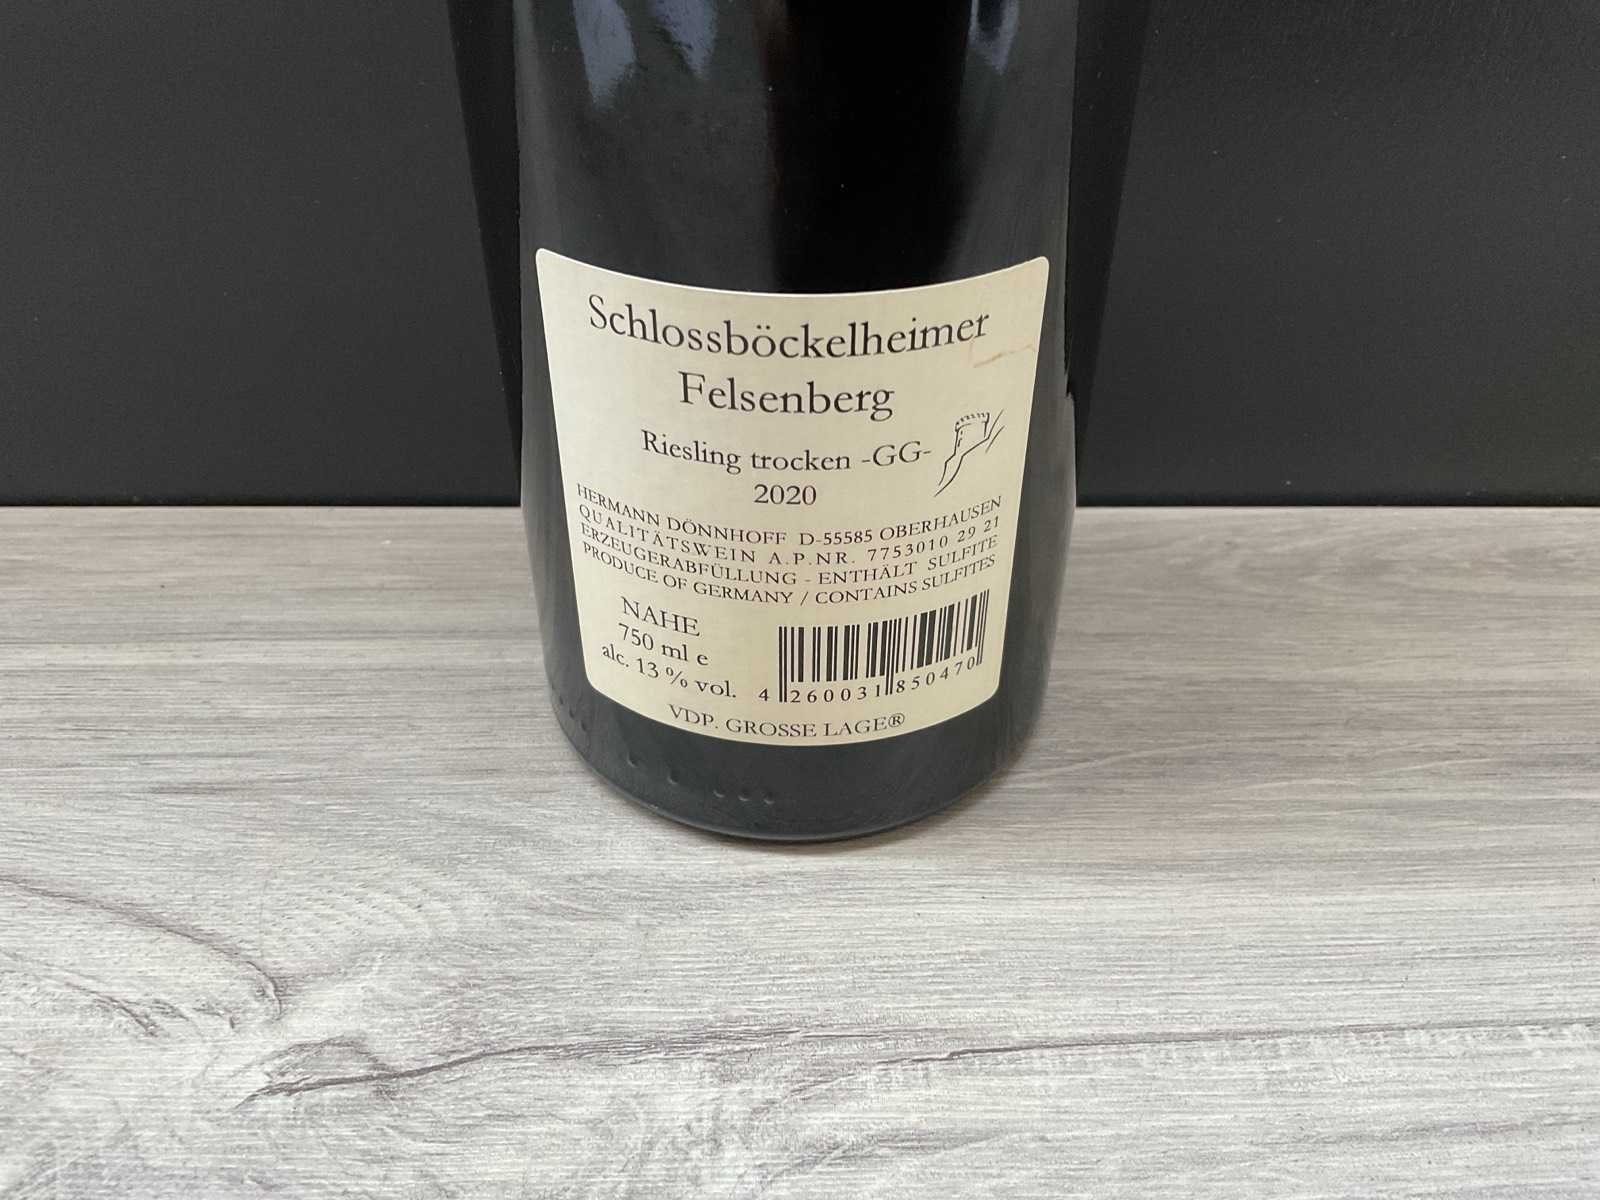 Schlossböckelheimer
Felsenberg
Riesling trocken -GG-
2020
HERMANN DÖNNHOFF D-55585 OBERHAUSEN
QUALITÄTSWEIN A.P.NR. 7753010 29 21
ERZEUGERABFÜLLUNG - ENTHÄLT SULFITE
PRODUCE OF GERMANY / CONTAINS SULFITES
NAHE
750 ml e
alc. 13 % vol.
4 260031 850470
VDP. GROSSE LAGE®